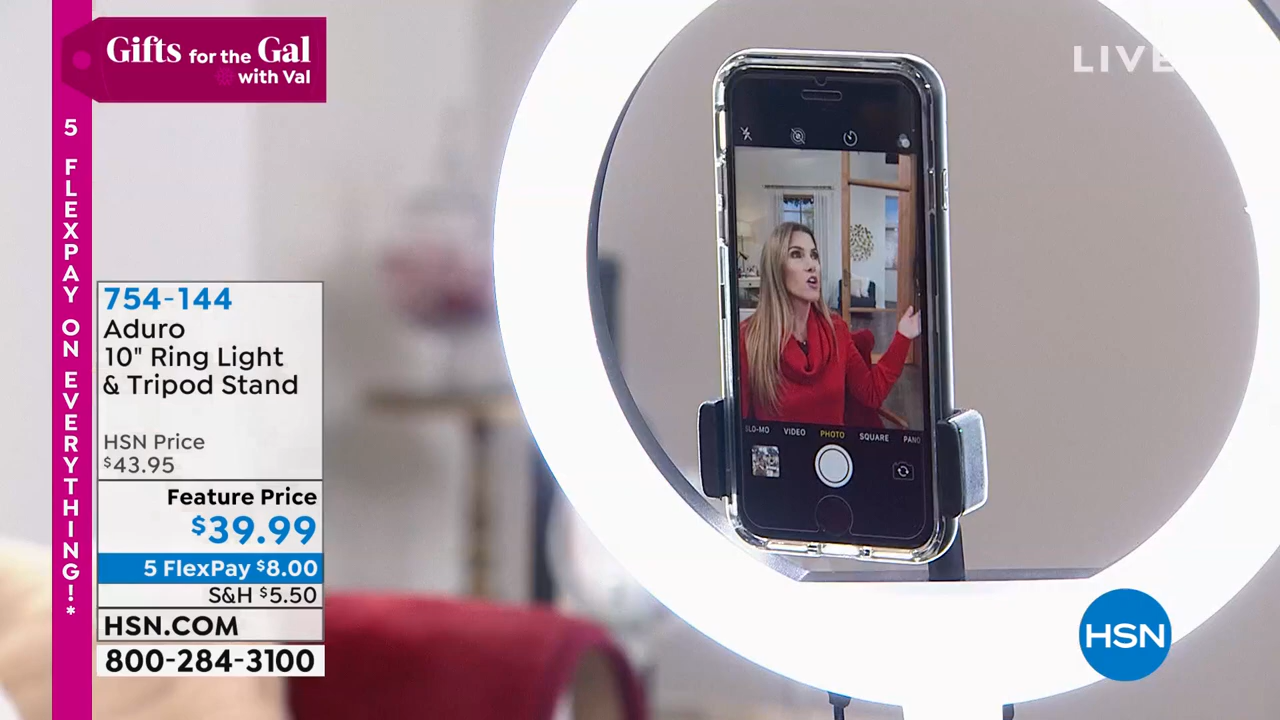 Gifts for the Gal
with Val
LIVE
5 FLEXPAY ON EVERYTHING!*
754-144
Aduro
10" Ring Light
& Tripod Stand
HSN Price
$43.95
Feature Price
$39.99
5 FlexPay $8.00
S&H $5.50
HSN.COM
800-284-3100
SLO-MO VIDEO PHOTO SQUARE PANO
HSN